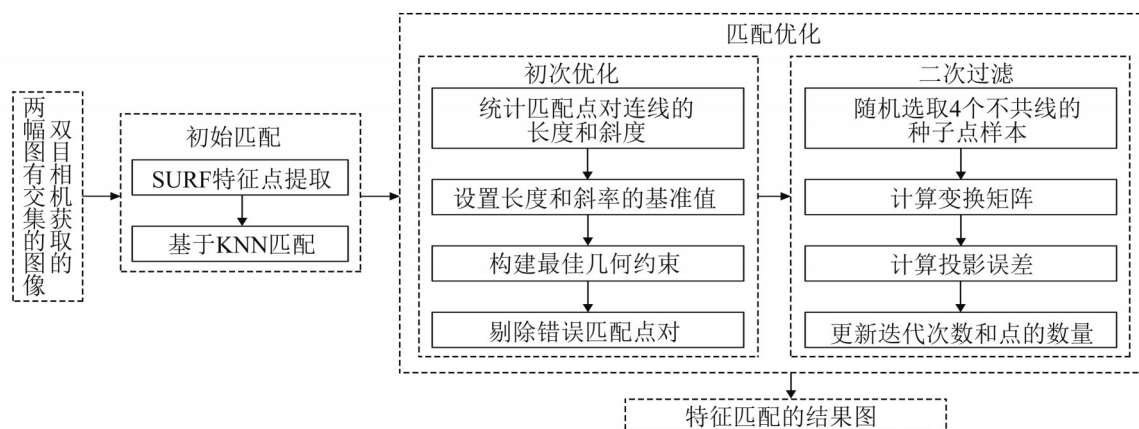 双目相机获取的
两幅图有交集的图像
初始匹配
SURF特征点提取
基于KNN匹配
匹配优化
初次优化
统计匹配点对连线的
长度和斜度
设置长度和斜率的基准值
构建最佳几何约束
剔除错误匹配点对
二次过滤
随机选取4个不共线的
种子点样本
计算变换矩阵
计算投影误差
更新迭代次数和点的数量
特征匹配的结果图